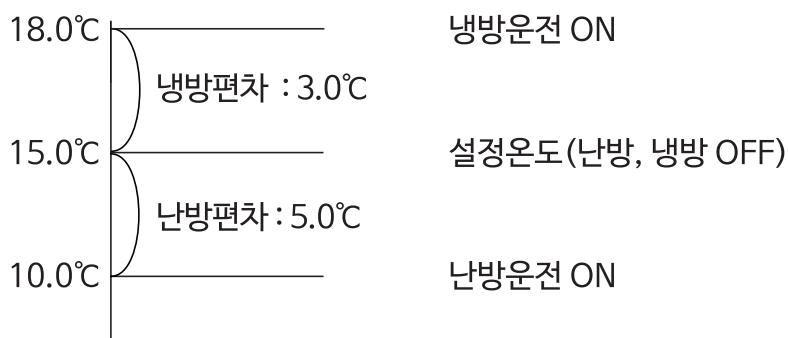 18.0℃ 냉방운전 ON
냉방편차 : 3.0℃
15.0℃ 설정온도(난방, 냉방 OFF)
난방편차 : 5.0℃
10.0℃ 난방운전 ON